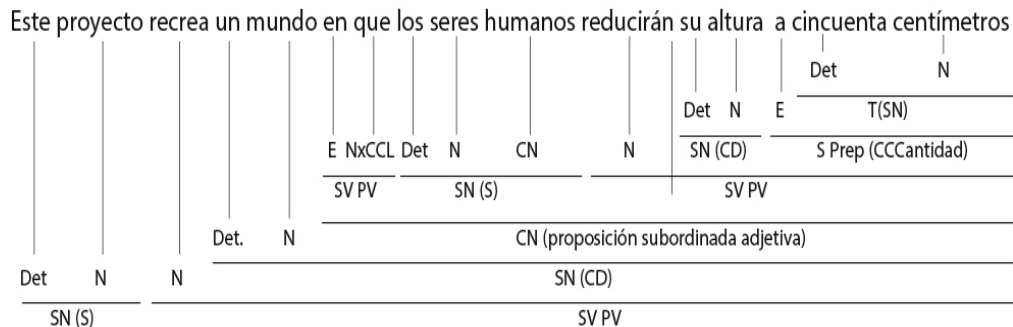 Este proyecto recrea un mundo en que los seres humanos reducirán su altura a cincuenta centímetros
Det N
Det N E T(SN)
E NxCCL Det N CN N SN (CD) S Prep (CCCantidad)
SV PV SN (S) SV PV
Det. N CN (proposición subordinada adjetiva)
Det N N SN (CD)
SN (S) SV PV